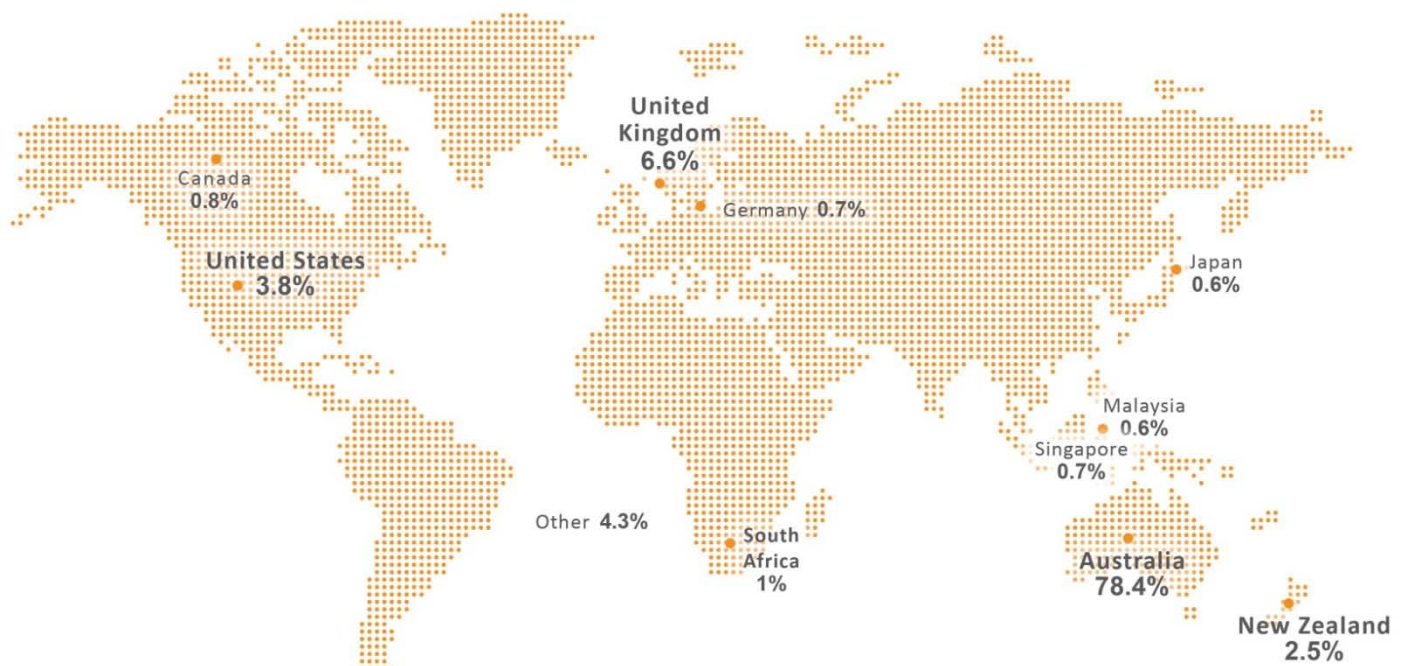 United
Kingdom
6.6%
Canada
0.8%
Germany 0.7%
United States
3.8%
Japan
0.6%
Malaysia
0.6%
Singapore
0.7%
Other 4.3%
South
Africa
1%
Australia
78.4%
New Zealand
2.5%